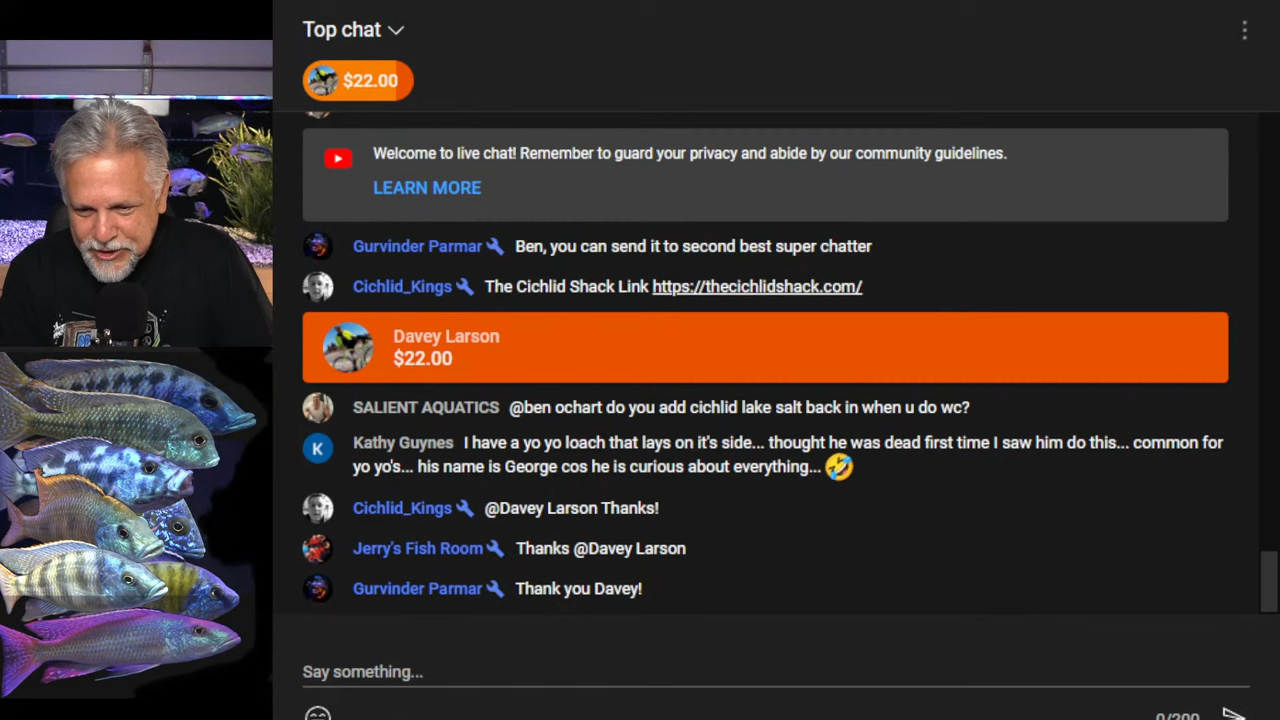 Top chat
$22.00
Welcome to live chat! Remember to guard your privacy and abide by our community guidelines.
LEARN MORE
Gurvinder Parmar Ben, you can send it to second best super chatter
Cichlid_Kings The Cichlid Shack Link https://thecichlidshack.com/
Davey Larson
$22.00
SALIENT AQUATICS @ben ochart do you add cichlid lake salt back in when u do wc?
K
Kathy Guynes I have a yo yo loach that lays on it's side... thought he was dead first time I saw him do this... common for
yo yo's... his name is George cos he is curious about everything... 🤣
Cichlid_Kings @Davey Larson Thanks!
Jerry's Fish Room Thanks @Davey Larson
Gurvinder Parmar Thank you Davey!
Say something...
0/200